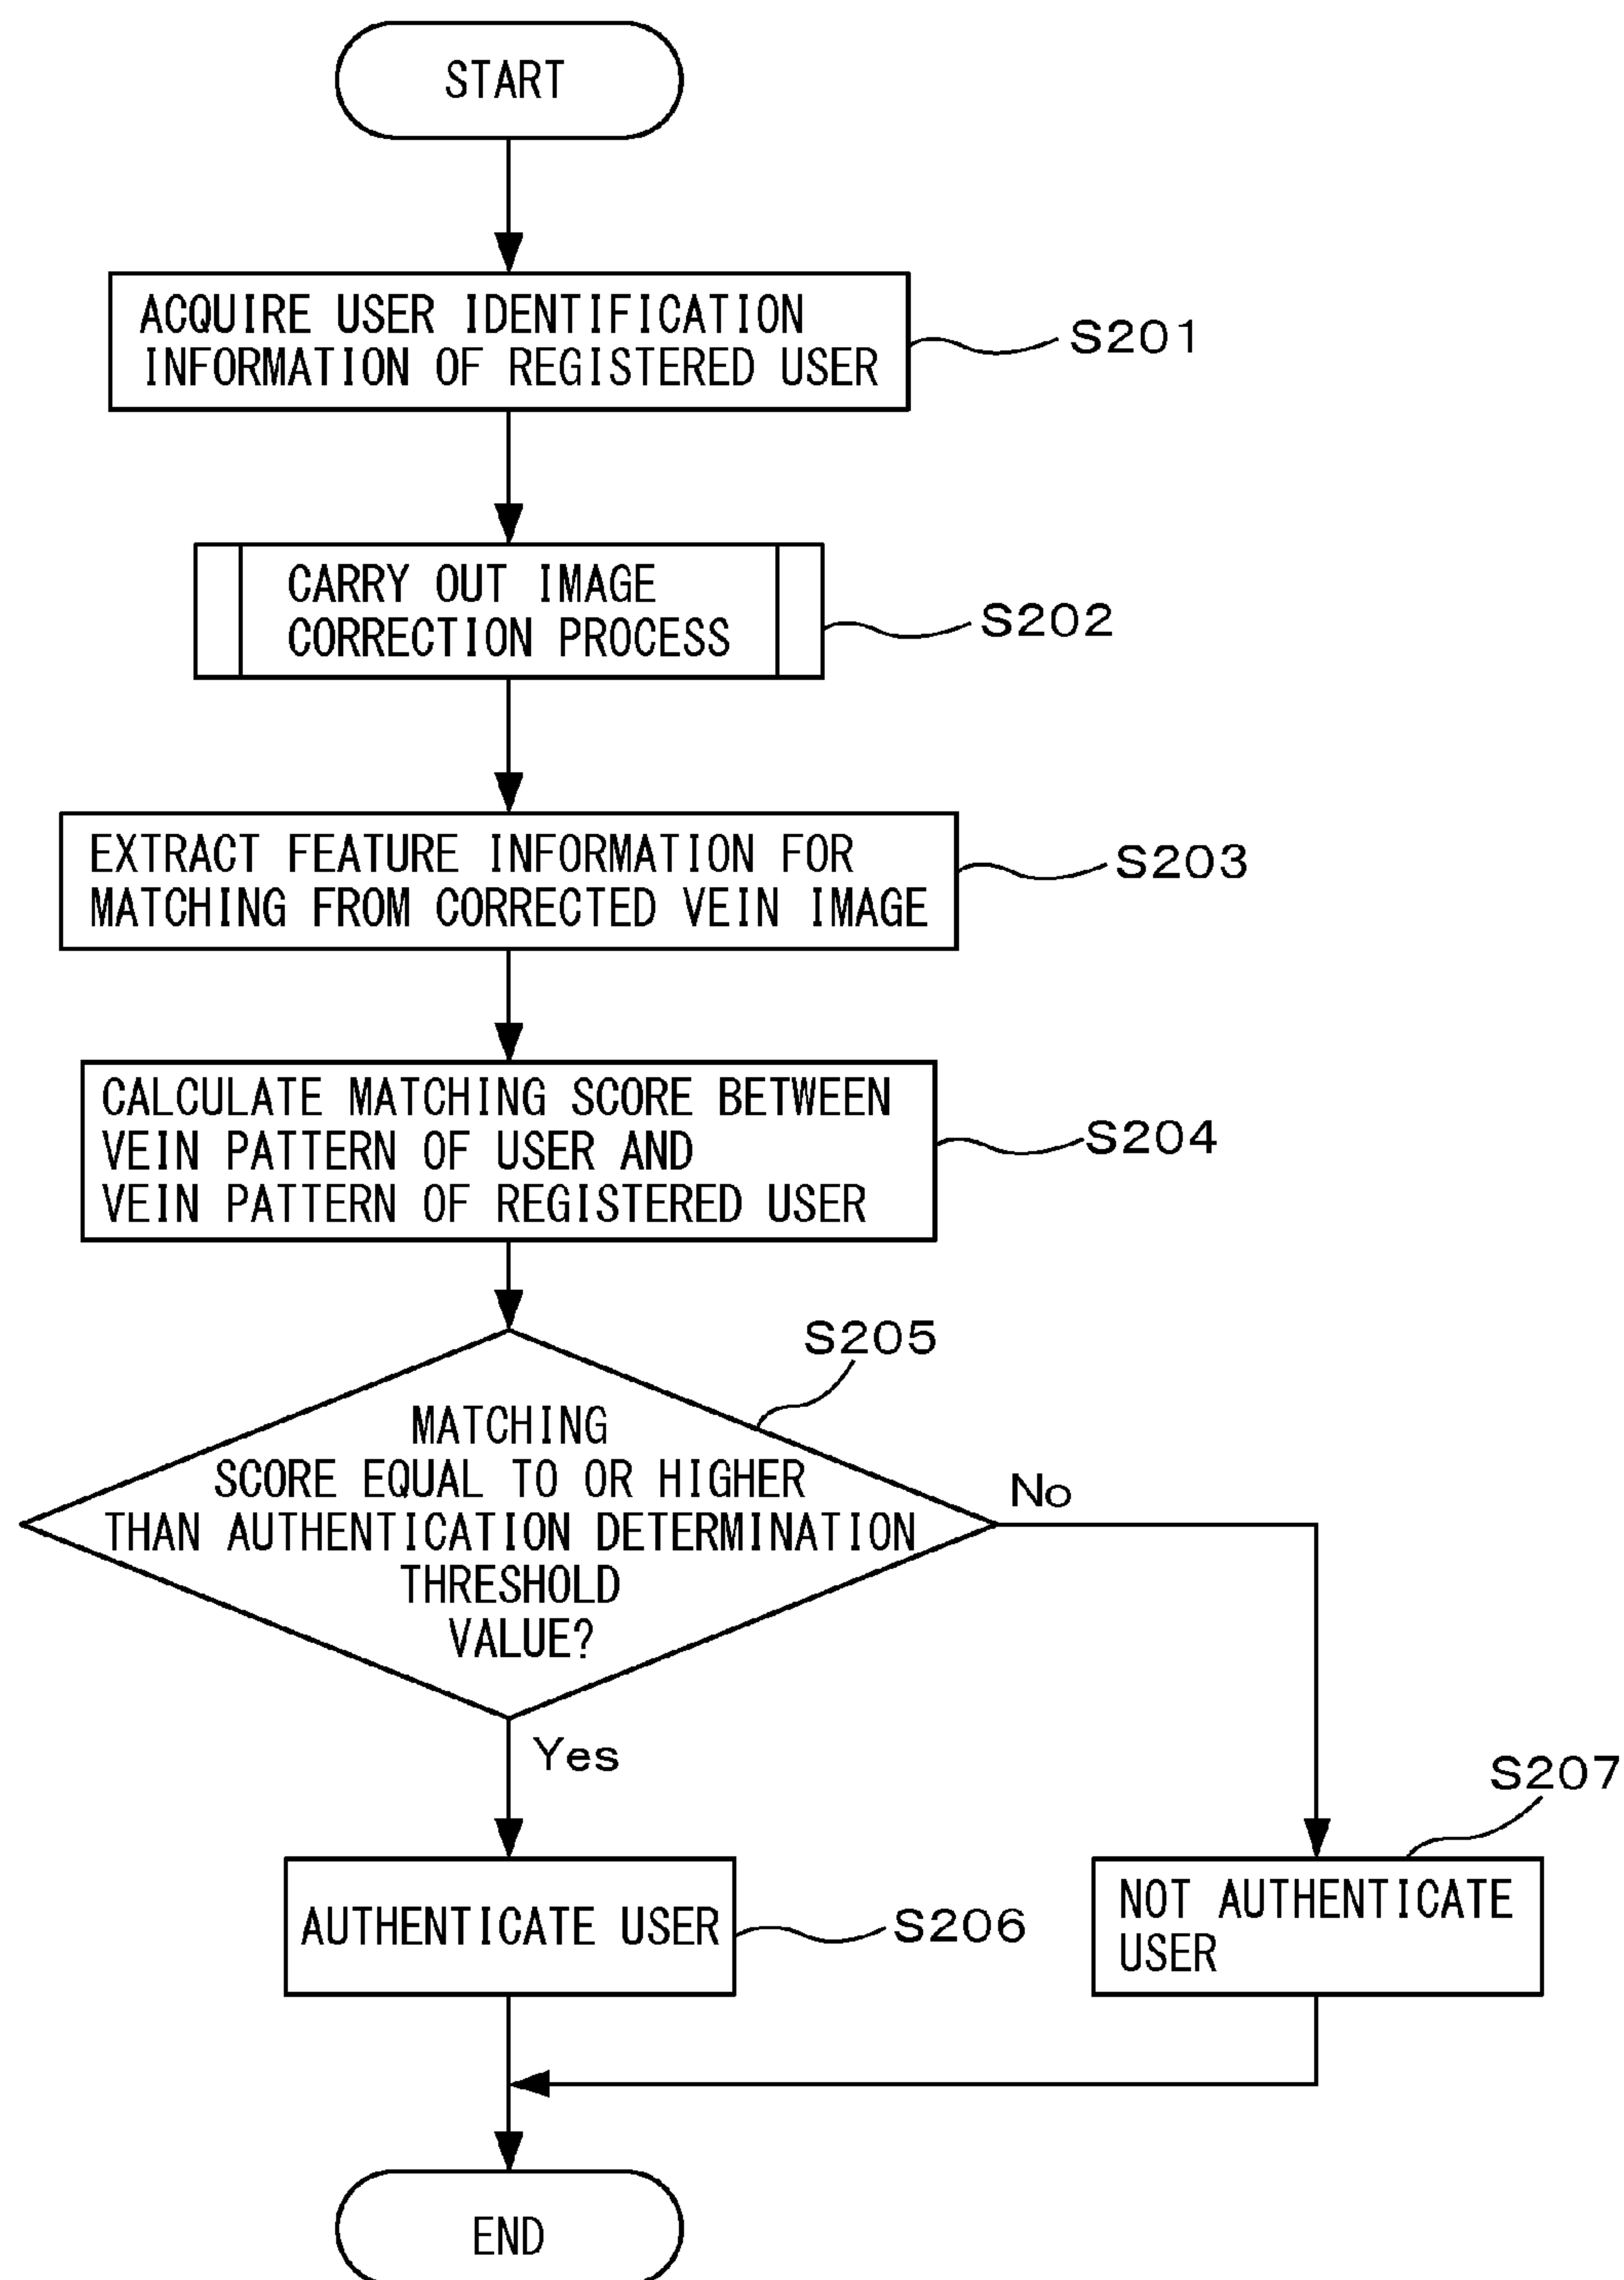 START
ACQUIRE USER IDENTIFICATION
INFORMATION OF REGISTERED USER
S201
CARRY OUT IMAGE
CORRECTION PROCESS
S202
EXTRACT FEATURE INFORMATION FOR
MATCHING FROM CORRECTED VEIN IMAGE
S203
CALCULATE MATCHING SCORE BETWEEN
VEIN PATTERN OF USER AND
VEIN PATTERN OF REGISTERED USER
S204
S205
MATCHING
SCORE EQUAL TO OR HIGHER
THAN AUTHENTICATION DETERMINATION
THRESHOLD
VALUE?
No
Yes
S207
AUTHENTICATE USER
S206
NOT AUTHENTICATE
USER
END